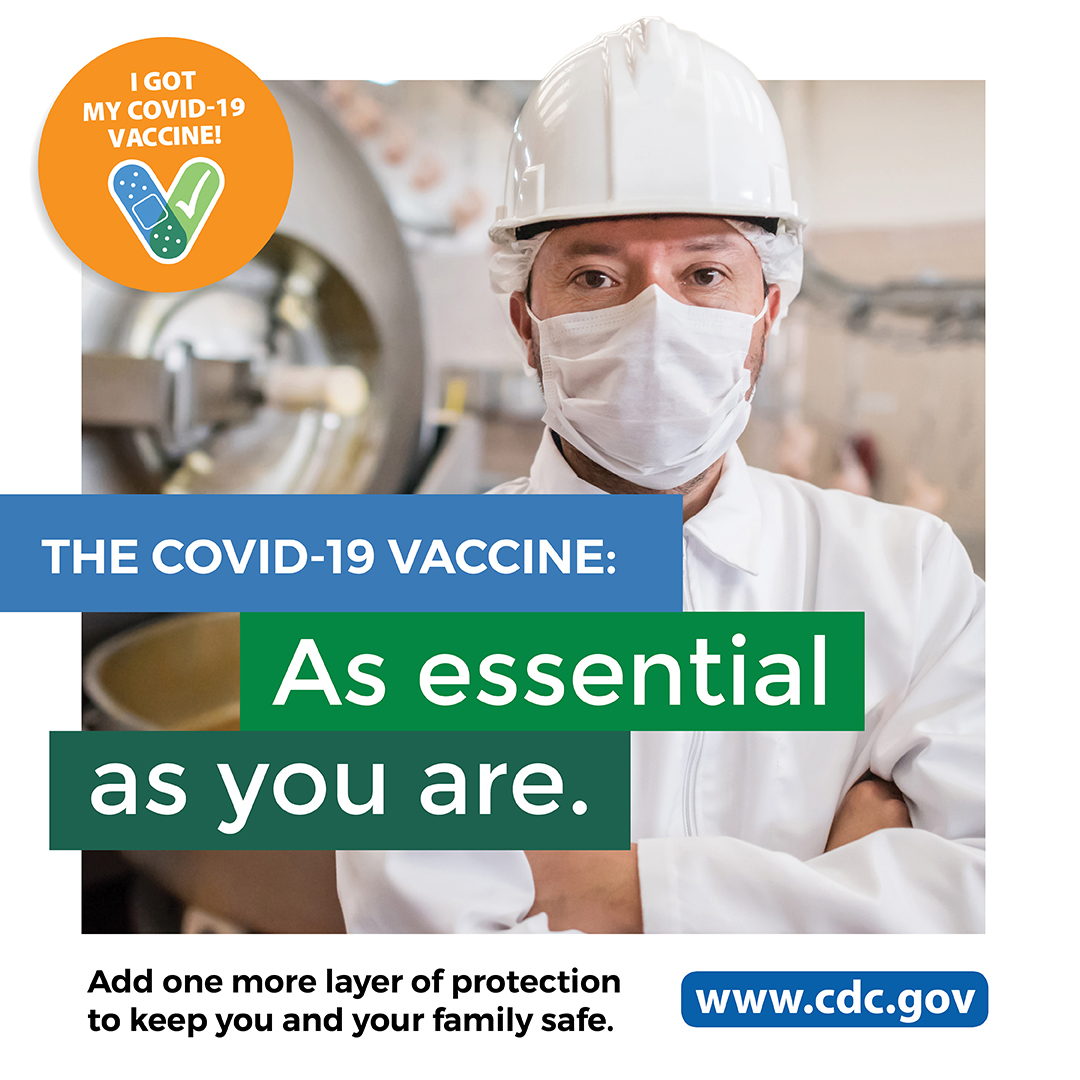 I GOT
MY COVID-19
VACCINE!
THE COVID-19 VACCINE:
As essential
as you are.
Add one more layer of protection
to keep you and your family safe.
www.cdc.gov